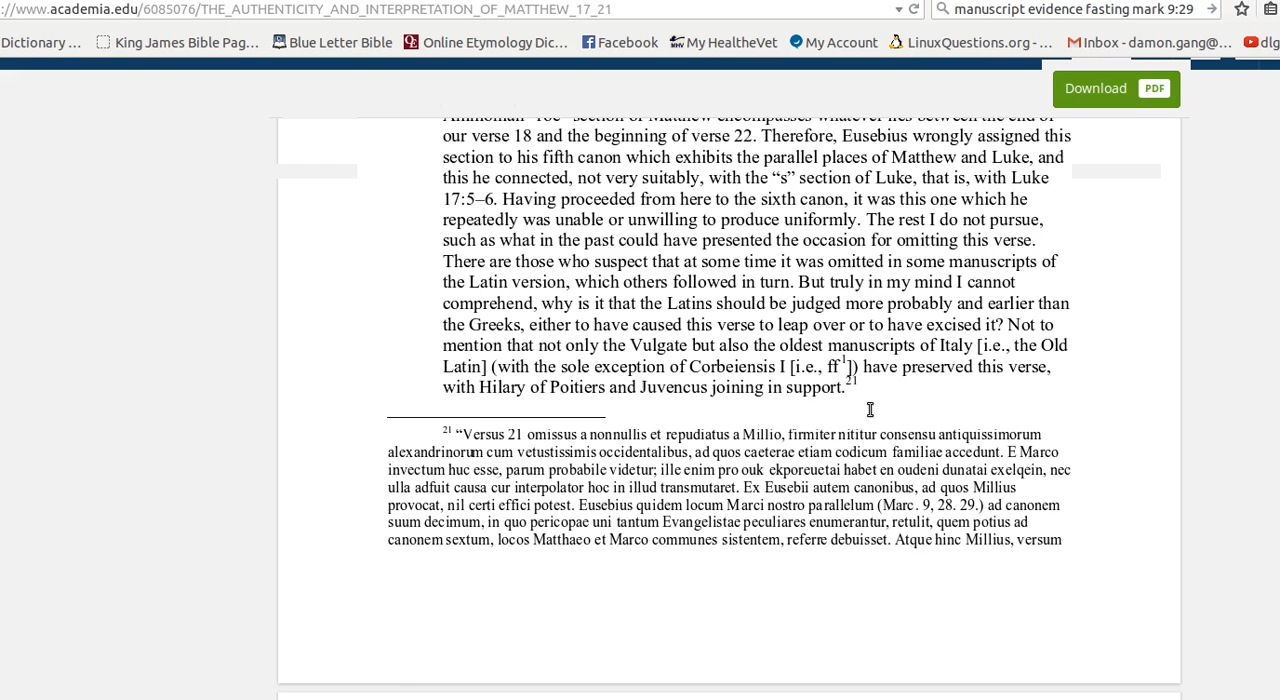 ://www.academia.edu/6085076/THE_AUTHENTICITY_AND_INTERPRETATION_OF_MATTHEW_17_21
manuscript evidence fasting mark 9:29
Dictionary ...
King James Bible Pag...
Blue Letter Bible
Online Etymology Dic...
Facebook
My HealtheVet
My Account
LinuxQuestions.org - ...
Inbox - damon.gang@...
dlg
Download PDF
our verse 18 and the beginning of verse 22. Therefore, Eusebius wrongly assigned this
section to his fifth canon which exhibits the parallel places of Matthew and Luke, and
this he connected, not very suitably, with the “s” section of Luke, that is, with Luke
17:5–6. Having proceeded from here to the sixth canon, it was this one which he
repeatedly was unable or unwilling to produce uniformly. The rest I do not pursue,
such as what in the past could have presented the occasion for omitting this verse.
There are those who suspect that at some time it was omitted in some manuscripts of
the Latin version, which others followed in turn. But truly in my mind I cannot
comprehend, why is it that the Latins should be judged more probably and earlier than
the Greeks, either to have caused this verse to leap over or to have excised it? Not to
mention that not only the Vulgate but also the oldest manuscripts of Italy [i.e., the Old
Latin] (with the sole exception of Corbeiensis I [i.e., ff1]) have preserved this verse,
with Hilary of Poitiers and Juvencus joining in support.21
21 “Versus 21 omissus a nonnullis et repudiatus a Millio, firmiter nititur consensu antiquissimorum
alexandrinorum cum vetustissimis occidentalibus, ad quos caeterae etiam codicum familiae accedunt. E Marco
invectum huc esse, parum probabile videtur; ille enim pro ouk ekporeuetai habet en oudeni dunatai exelqein, nec
ulla adfuit causa cur interpolator hoc in illud transmutaret. Ex Eusebii autem canonibus, ad quos Millius
provocat, nil certi effici potest. Eusebius quidem locum Marci nostro parallelum (Marc. 9, 28. 29.) ad canonem
suum decimum, in quo pericopae uni tantum Evangelistae peculiares enumerantur, retulit, quem potius ad
canonem sextum, locos Matthaeo et Marco communes sistentem, referre debuisset. Atque hinc Millius, versum